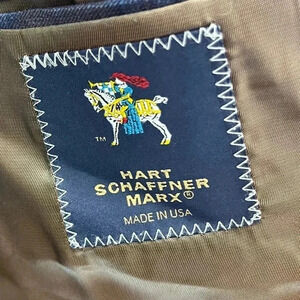 TM
HART
SCHAFFNER
MARX®
MADE IN USA